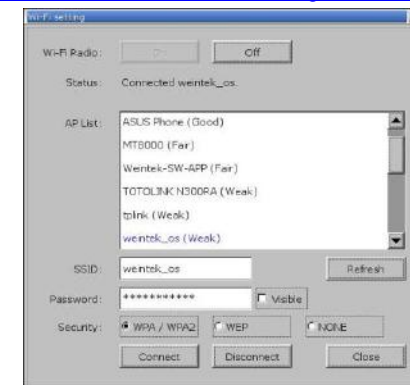 Wi-Fi setting
Wi-Fi Radio: On Off
Status: Connected weintek_os.
AP List: ASUS Phone (Good)
MT8000 (Fair)
Weintek-SW-APP (Fair)
TOTOLINK N300RA (Weak)
tplink (Weak)
weintek_os (Weak)
SSID: weintek_os Refresh
Password: *********** Visible
Security: WPA / WPA2 WEP NONE
Connect Disconnect Close